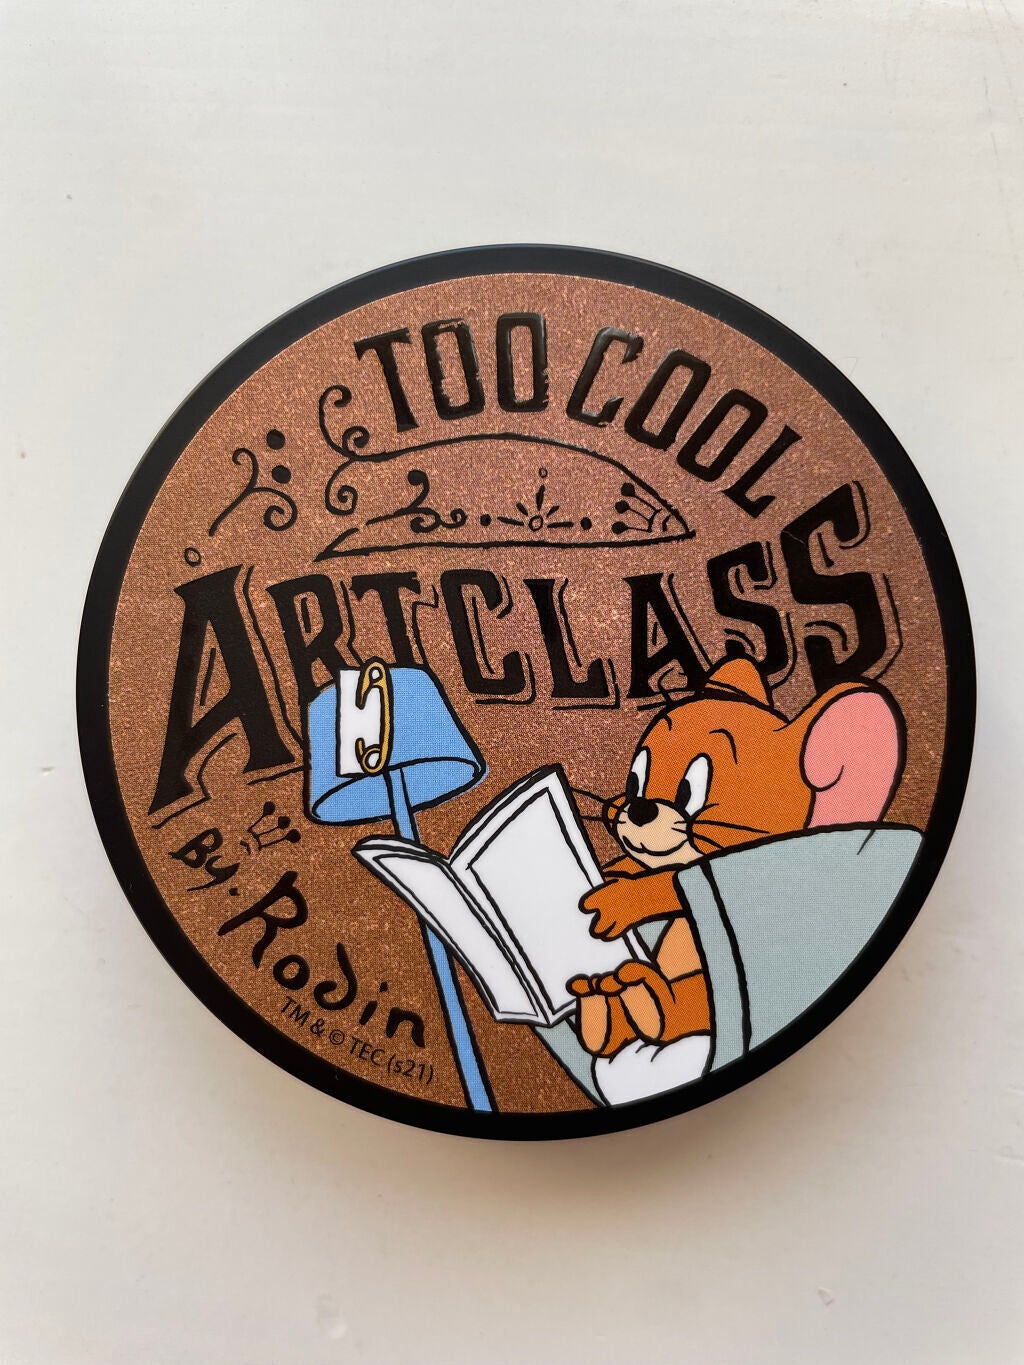 TOO COOL
ARTCLASS
By. Rodin
TM & © TEC (s21)